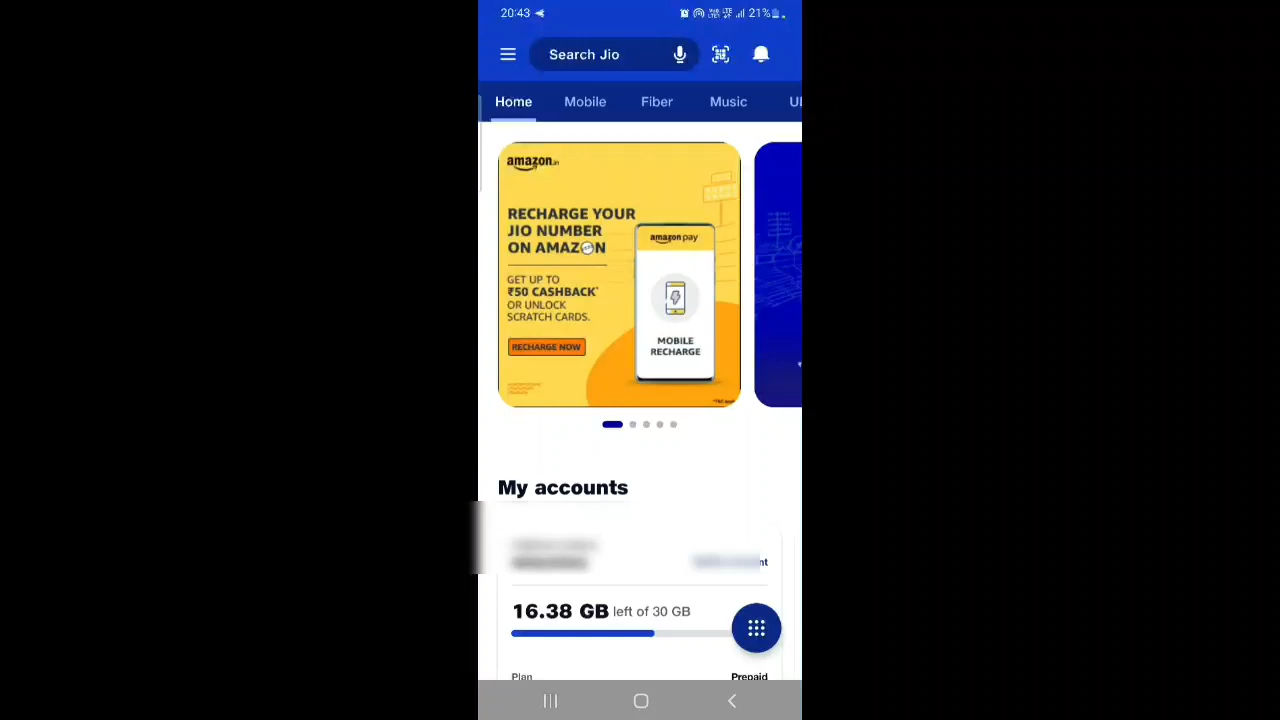 20:43
21%
Search Jio
Home Mobile Fiber Music
amazon.in
RECHARGE YOUR
JIO NUMBER
ON AMAZON
GET UP TO
₹50 CASHBACK*
OR UNLOCK
SCRATCH CARDS.
RECHARGE NOW
amazon pay
MOBILE
RECHARGE
My accounts
16.38 GB left of 30 GB
Plan Prepaid